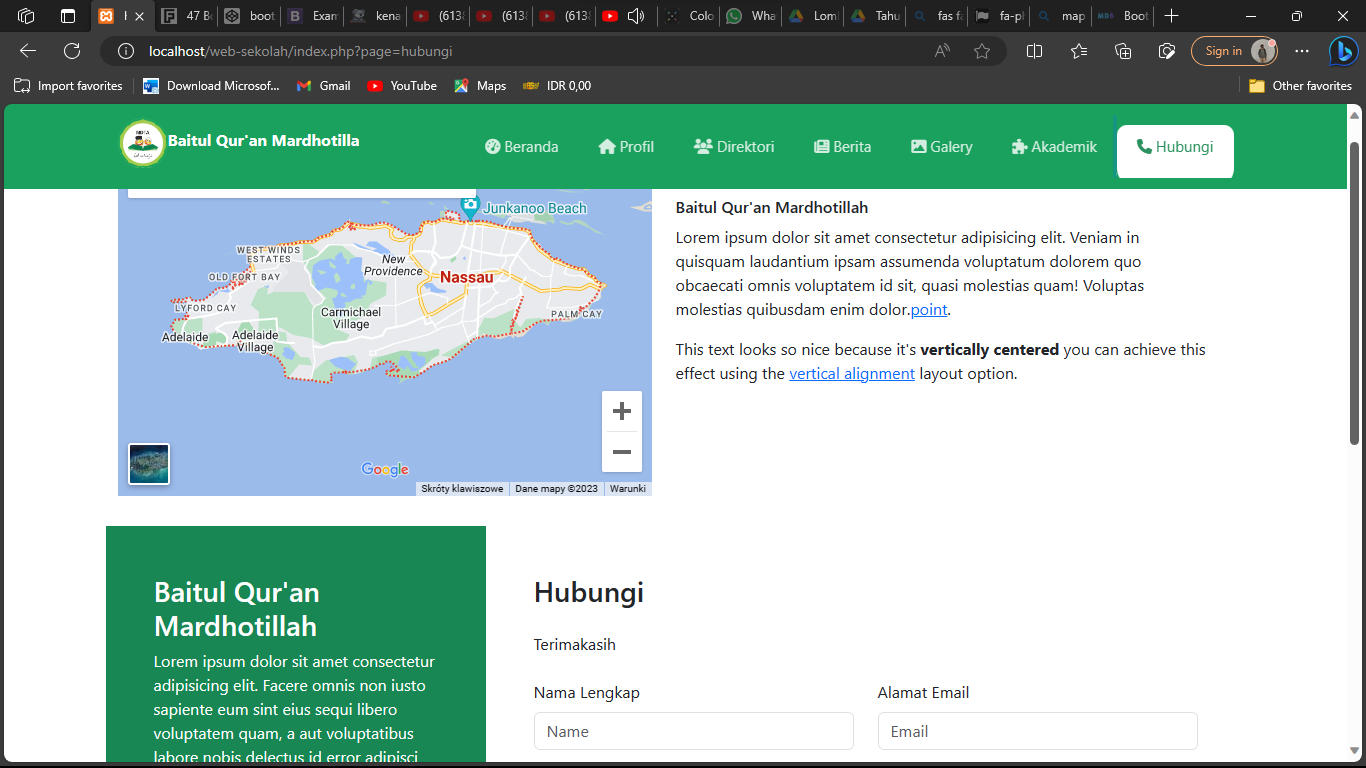 47 B
boot
Exam
kena
(613
(613
(613
Colo
Wha
Lom
Tahu
fas fa
fa-pl
map
Boot
localhost/web-sekolah/index.php?page=hubungi
Sign in
Import favorites
Download Microsof...
Gmail
YouTube
Maps
IDR 0,00
Other favorites
Baitul Qur'an Mardhotilla
Beranda
Profil
Direktori
Berita
Galery
Akademik
Hubungi
Junkanoo Beach
WEST WINDS
ESTATES
New
Providence
OLD FORT BAY
Nassau
LYFORD CAY
Carmichael
Village
PALM CAY
Adelaide
Adelaide
Village
Google
Skróty klawiszowe
Dane mapy ©2023
Warunki
Baitul Qur'an Mardhotillah
Lorem ipsum dolor sit amet consectetur adipisicing elit. Veniam in
quisquam laudantium ipsam assumenda voluptatum dolorem quo
obcaecati omnis voluptatem id sit, quasi molestias quam! Voluptas
molestias quibusdam enim dolor.point.
This text looks so nice because it's vertically centered you can achieve this
effect using the vertical alignment layout option.
Baitul Qur'an
Mardhotillah
Lorem ipsum dolor sit amet consectetur
adipisicing elit. Facere omnis non iusto
sapiente eum sint eius sequi libero
voluptatem quam, a aut voluptatibus
labore nobis delectus id error adipisci
Hubungi
Terimakasih
Nama Lengkap
Alamat Email
Name
Email